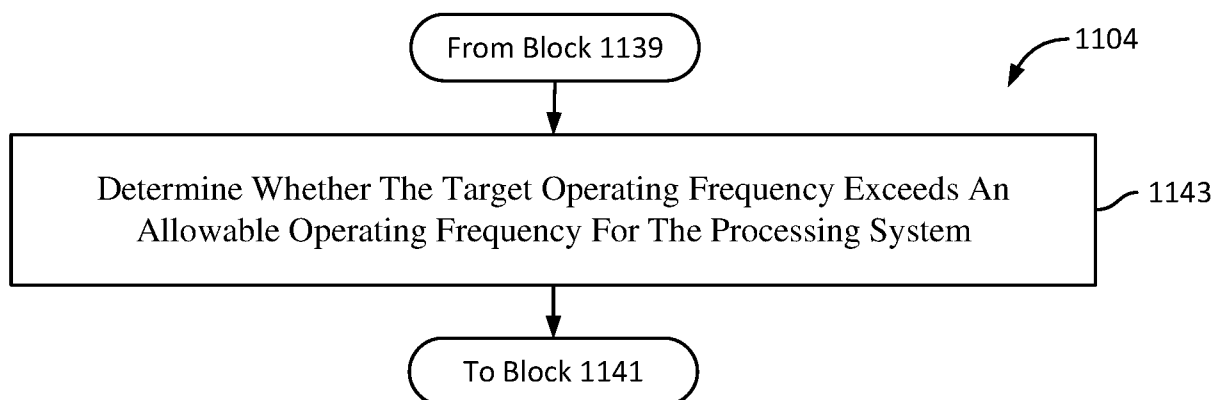 From Block 1139
1104
Determine Whether The Target Operating Frequency Exceeds An
Allowable Operating Frequency For The Processing System
1143
To Block 1141